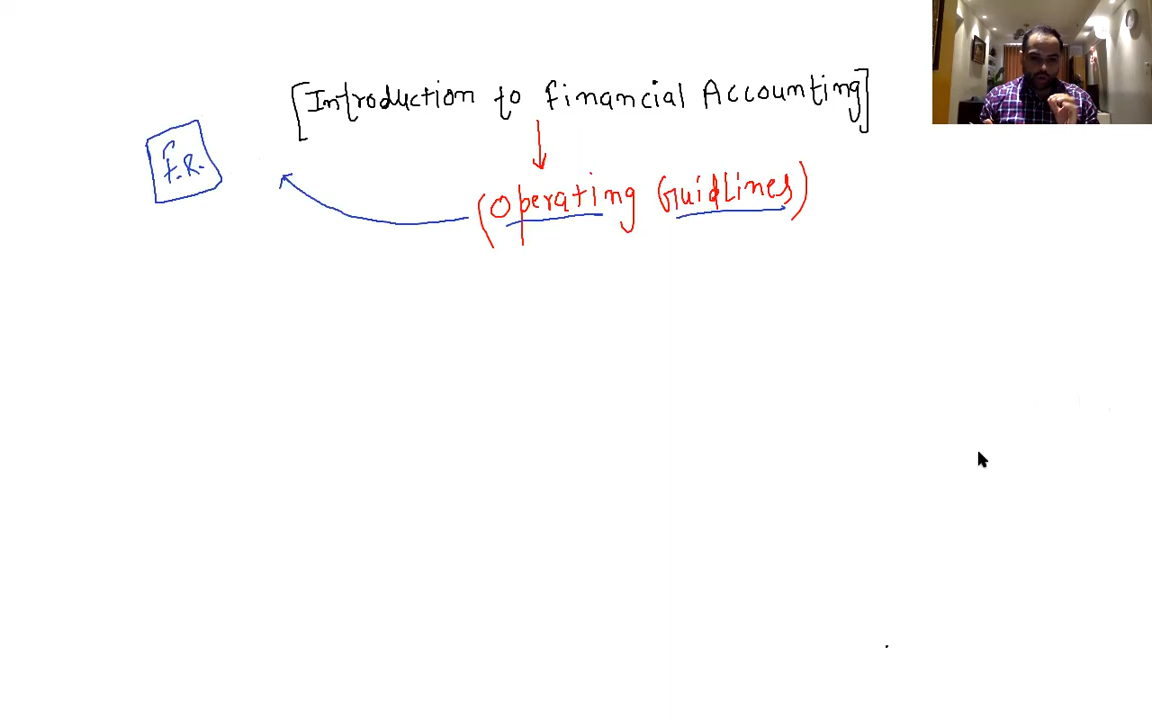 [Introduction to financial Accounting]
F.R.
(Operating GuidLines)